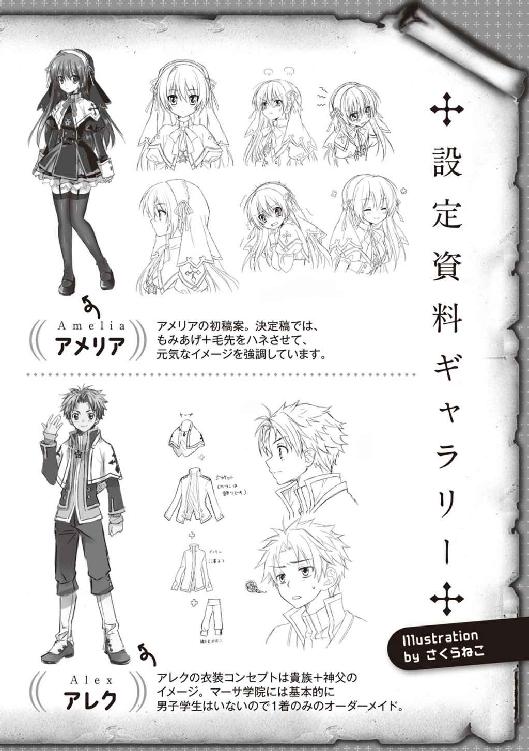 設定資料ギャラリー
Amelia
アメリア
アメリアの初稿案。決定稿では、
もみあげ+毛先をハネさせて、
元気なイメージを強調しています。
Illustration
by さくらねこ
Alex
アレク
アレクの衣装コンセプトは貴族+神父の
イメージ。マーサ学院には基本的に
男子学生はいないので1着のみのオーダーメイド。